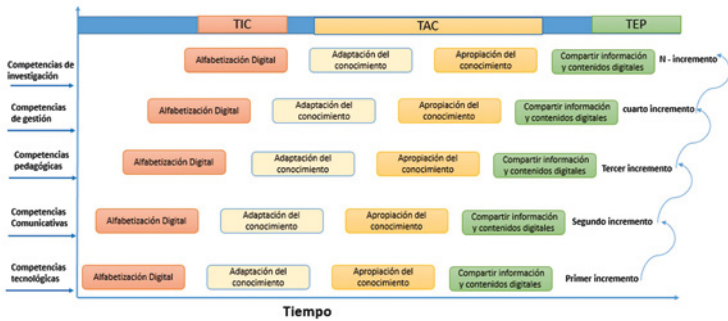 TIC
TAC
TEP
Competencias de
investigación
Alfabetización Digital
Adaptación del
conocimiento
Apropiación del
conocimiento
Compartir información
y contenidos digitales
N - incremento
Competencias
de gestión
Alfabetización Digital
Adaptación del
conocimiento
Apropiación del
conocimiento
Compartir información
y contenidos digitales
cuarto incremento
Competencias
pedagógicas
Alfabetización Digital
Adaptación del
conocimiento
Apropiación del
conocimiento
Compartir información
y contenidos digitales
Tercer incremento
Competencias
Comunicativas
Alfabetización Digital
Adaptación del
conocimiento
Apropiación del
conocimiento
Compartir información
y contenidos digitales
Segundo incremento
Competencias
tecnológicas
Alfabetización Digital
Adaptación del
conocimiento
Apropiación del
conocimiento
Compartir información
y contenidos digitales
Primer incremento
Tiempo